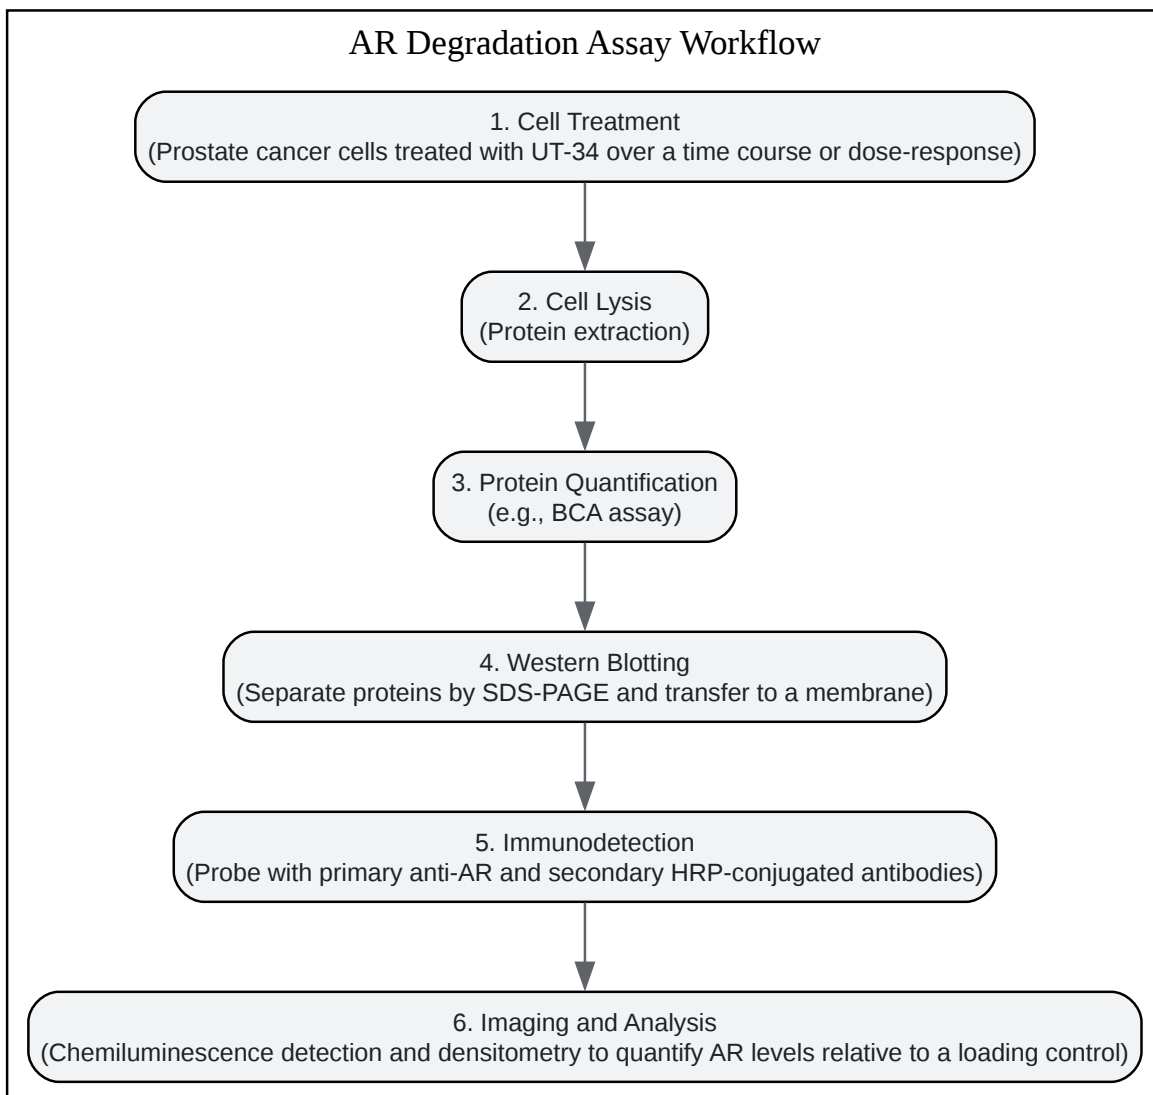 AR Degradation Assay Workflow
1. Cell Treatment
(Prostate cancer cells treated with UT-34 over a time course or dose-response)
2. Cell Lysis
(Protein extraction)
3. Protein Quantification
(e.g., BCA assay)
4. Western Blotting
(Separate proteins by SDS-PAGE and transfer to a membrane)
5. Immunodetection
(Probe with primary anti-AR and secondary HRP-conjugated antibodies)
6. Imaging and Analysis
(Chemiluminescence detection and densitometry to quantify AR levels relative to a loading control)